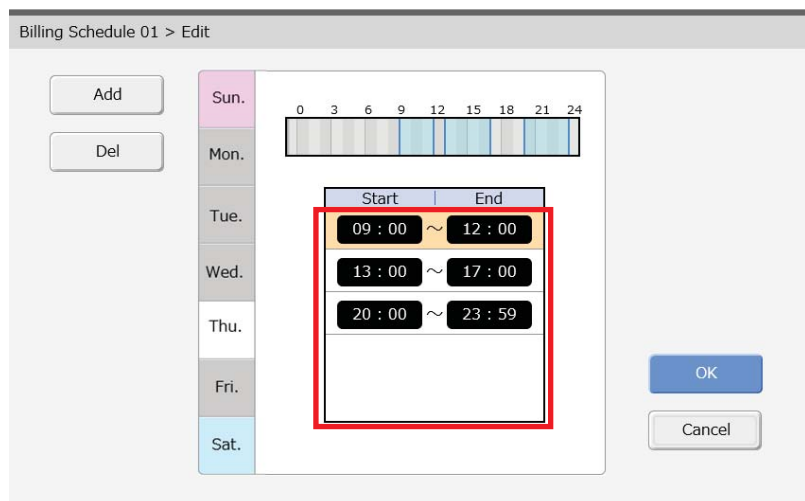 Billing Schedule 01 > Edit
Add
Del
Sun.
Mon.
Tue.
Wed.
Thu.
Fri.
Sat.
0 3 6 9 12 15 18 21 24
Start End
09 : 00 ～ 12 : 00
13 : 00 ～ 17 : 00
20 : 00 ～ 23 : 59
OK
Cancel